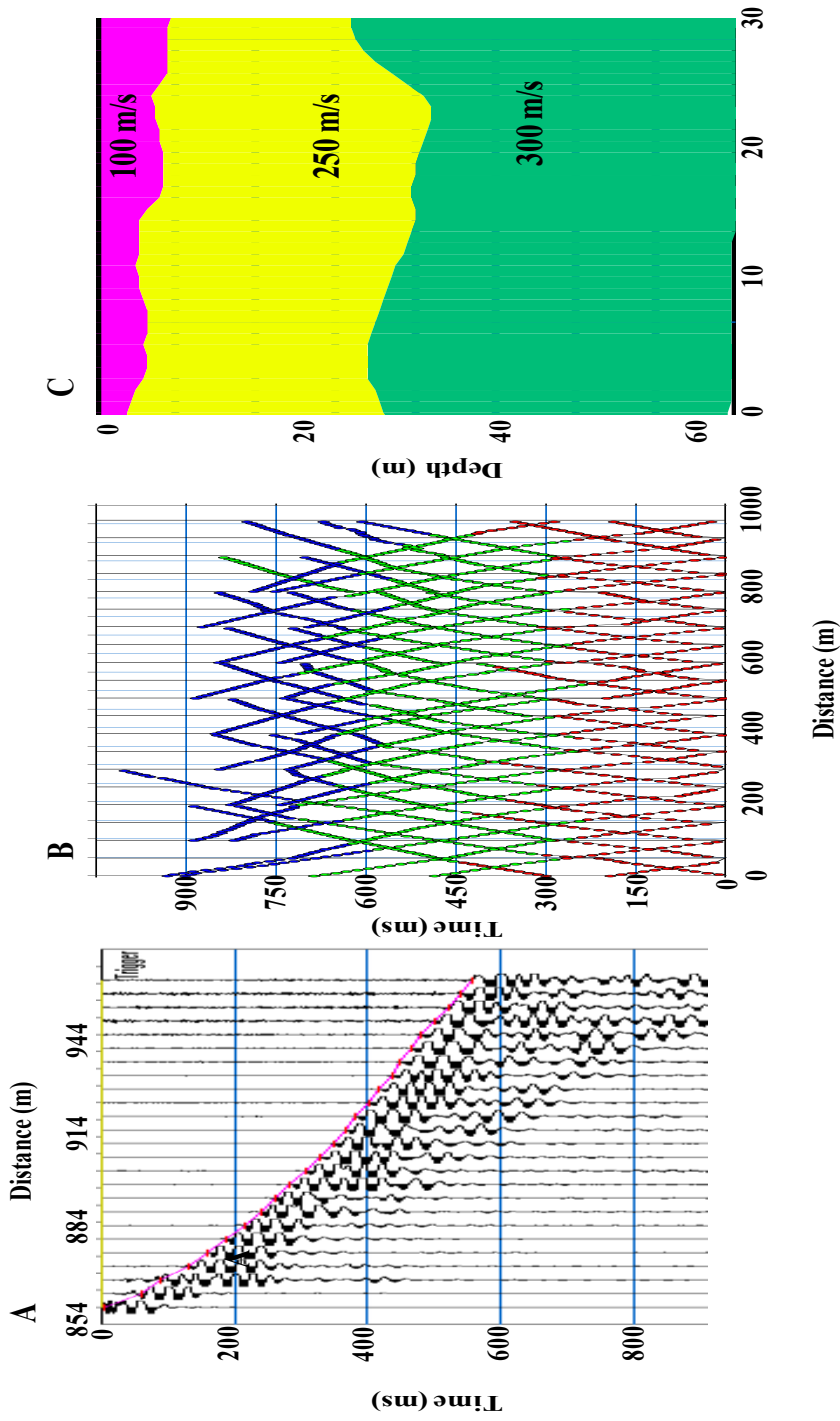 A
Distance (m)
854 884 914 944
Trigger
0
200
400
600
800
Time (ms)
B
900
750
600
450
300
150
0
Time (ms)
0 200 400 600 800 1000
Distance (m)
C
0
20
40
60
Depth (m)
100 m/s
250 m/s
300 m/s
0 10 20 30